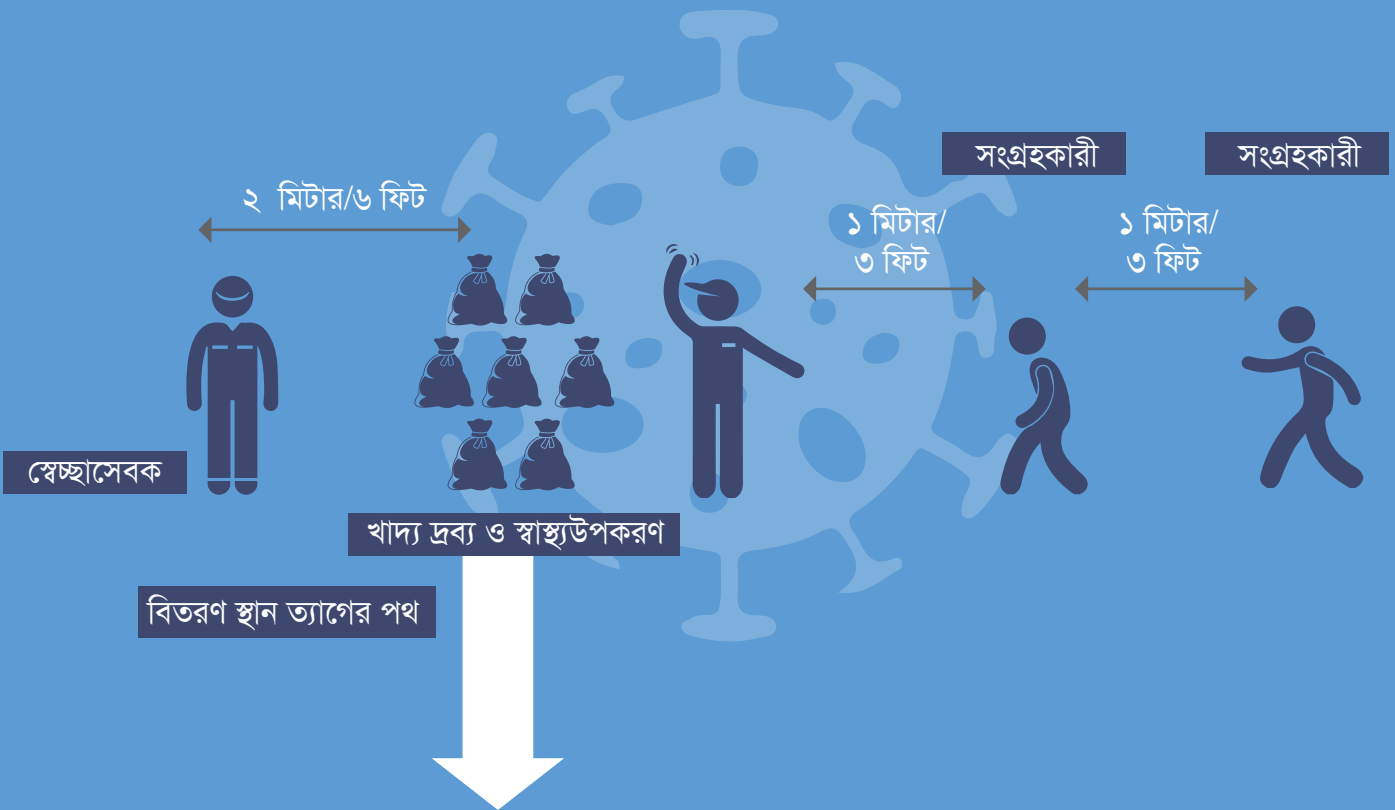 সংগ্রহকারী
সংগ্রহকারী
২ মিটার/৬ ফিট
১ মিটার/
৩ ফিট
১ মিটার/
৩ ফিট
স্বেচ্ছাসেবক
খাদ্য দ্রব্য ও স্বাস্থ্যউপকরণ
বিতরণ স্থান ত্যাগের পথ